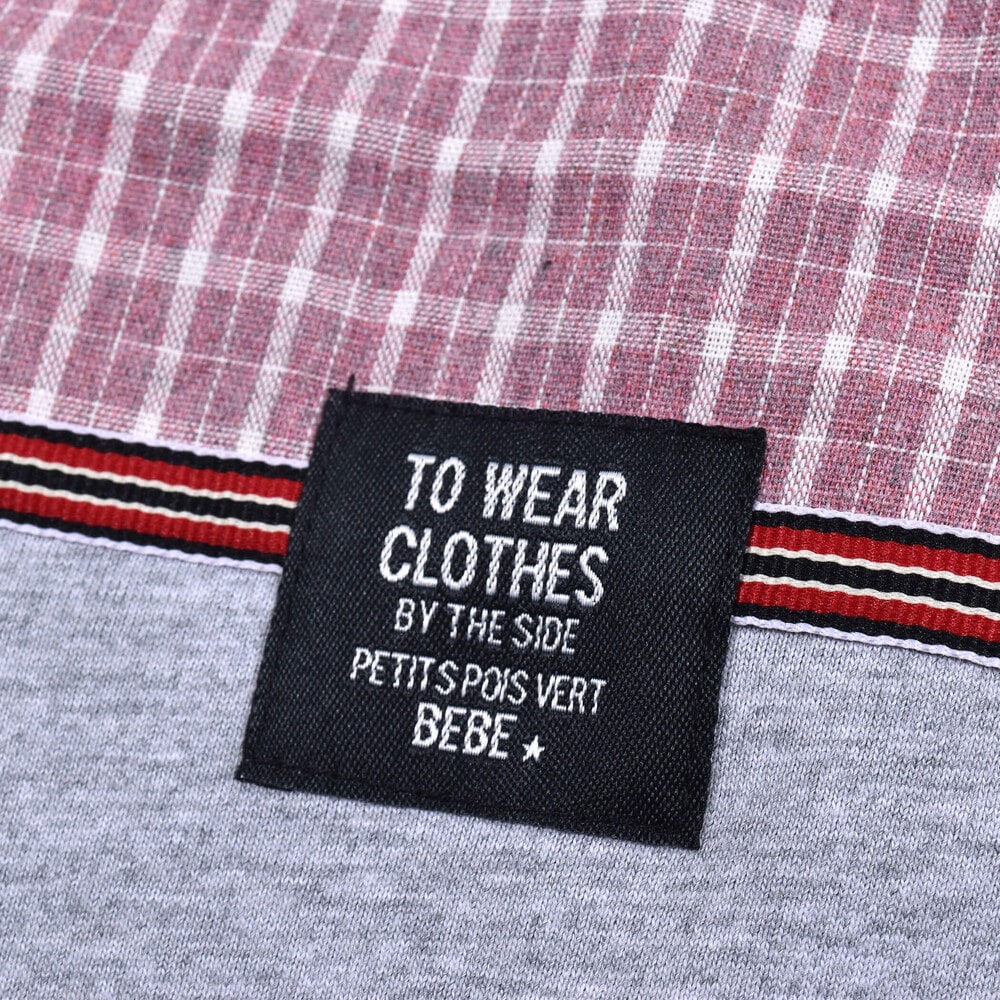 TO WEAR
CLOTHES
BY THE SIDE
PETITS POIS VERT
BEBE ★